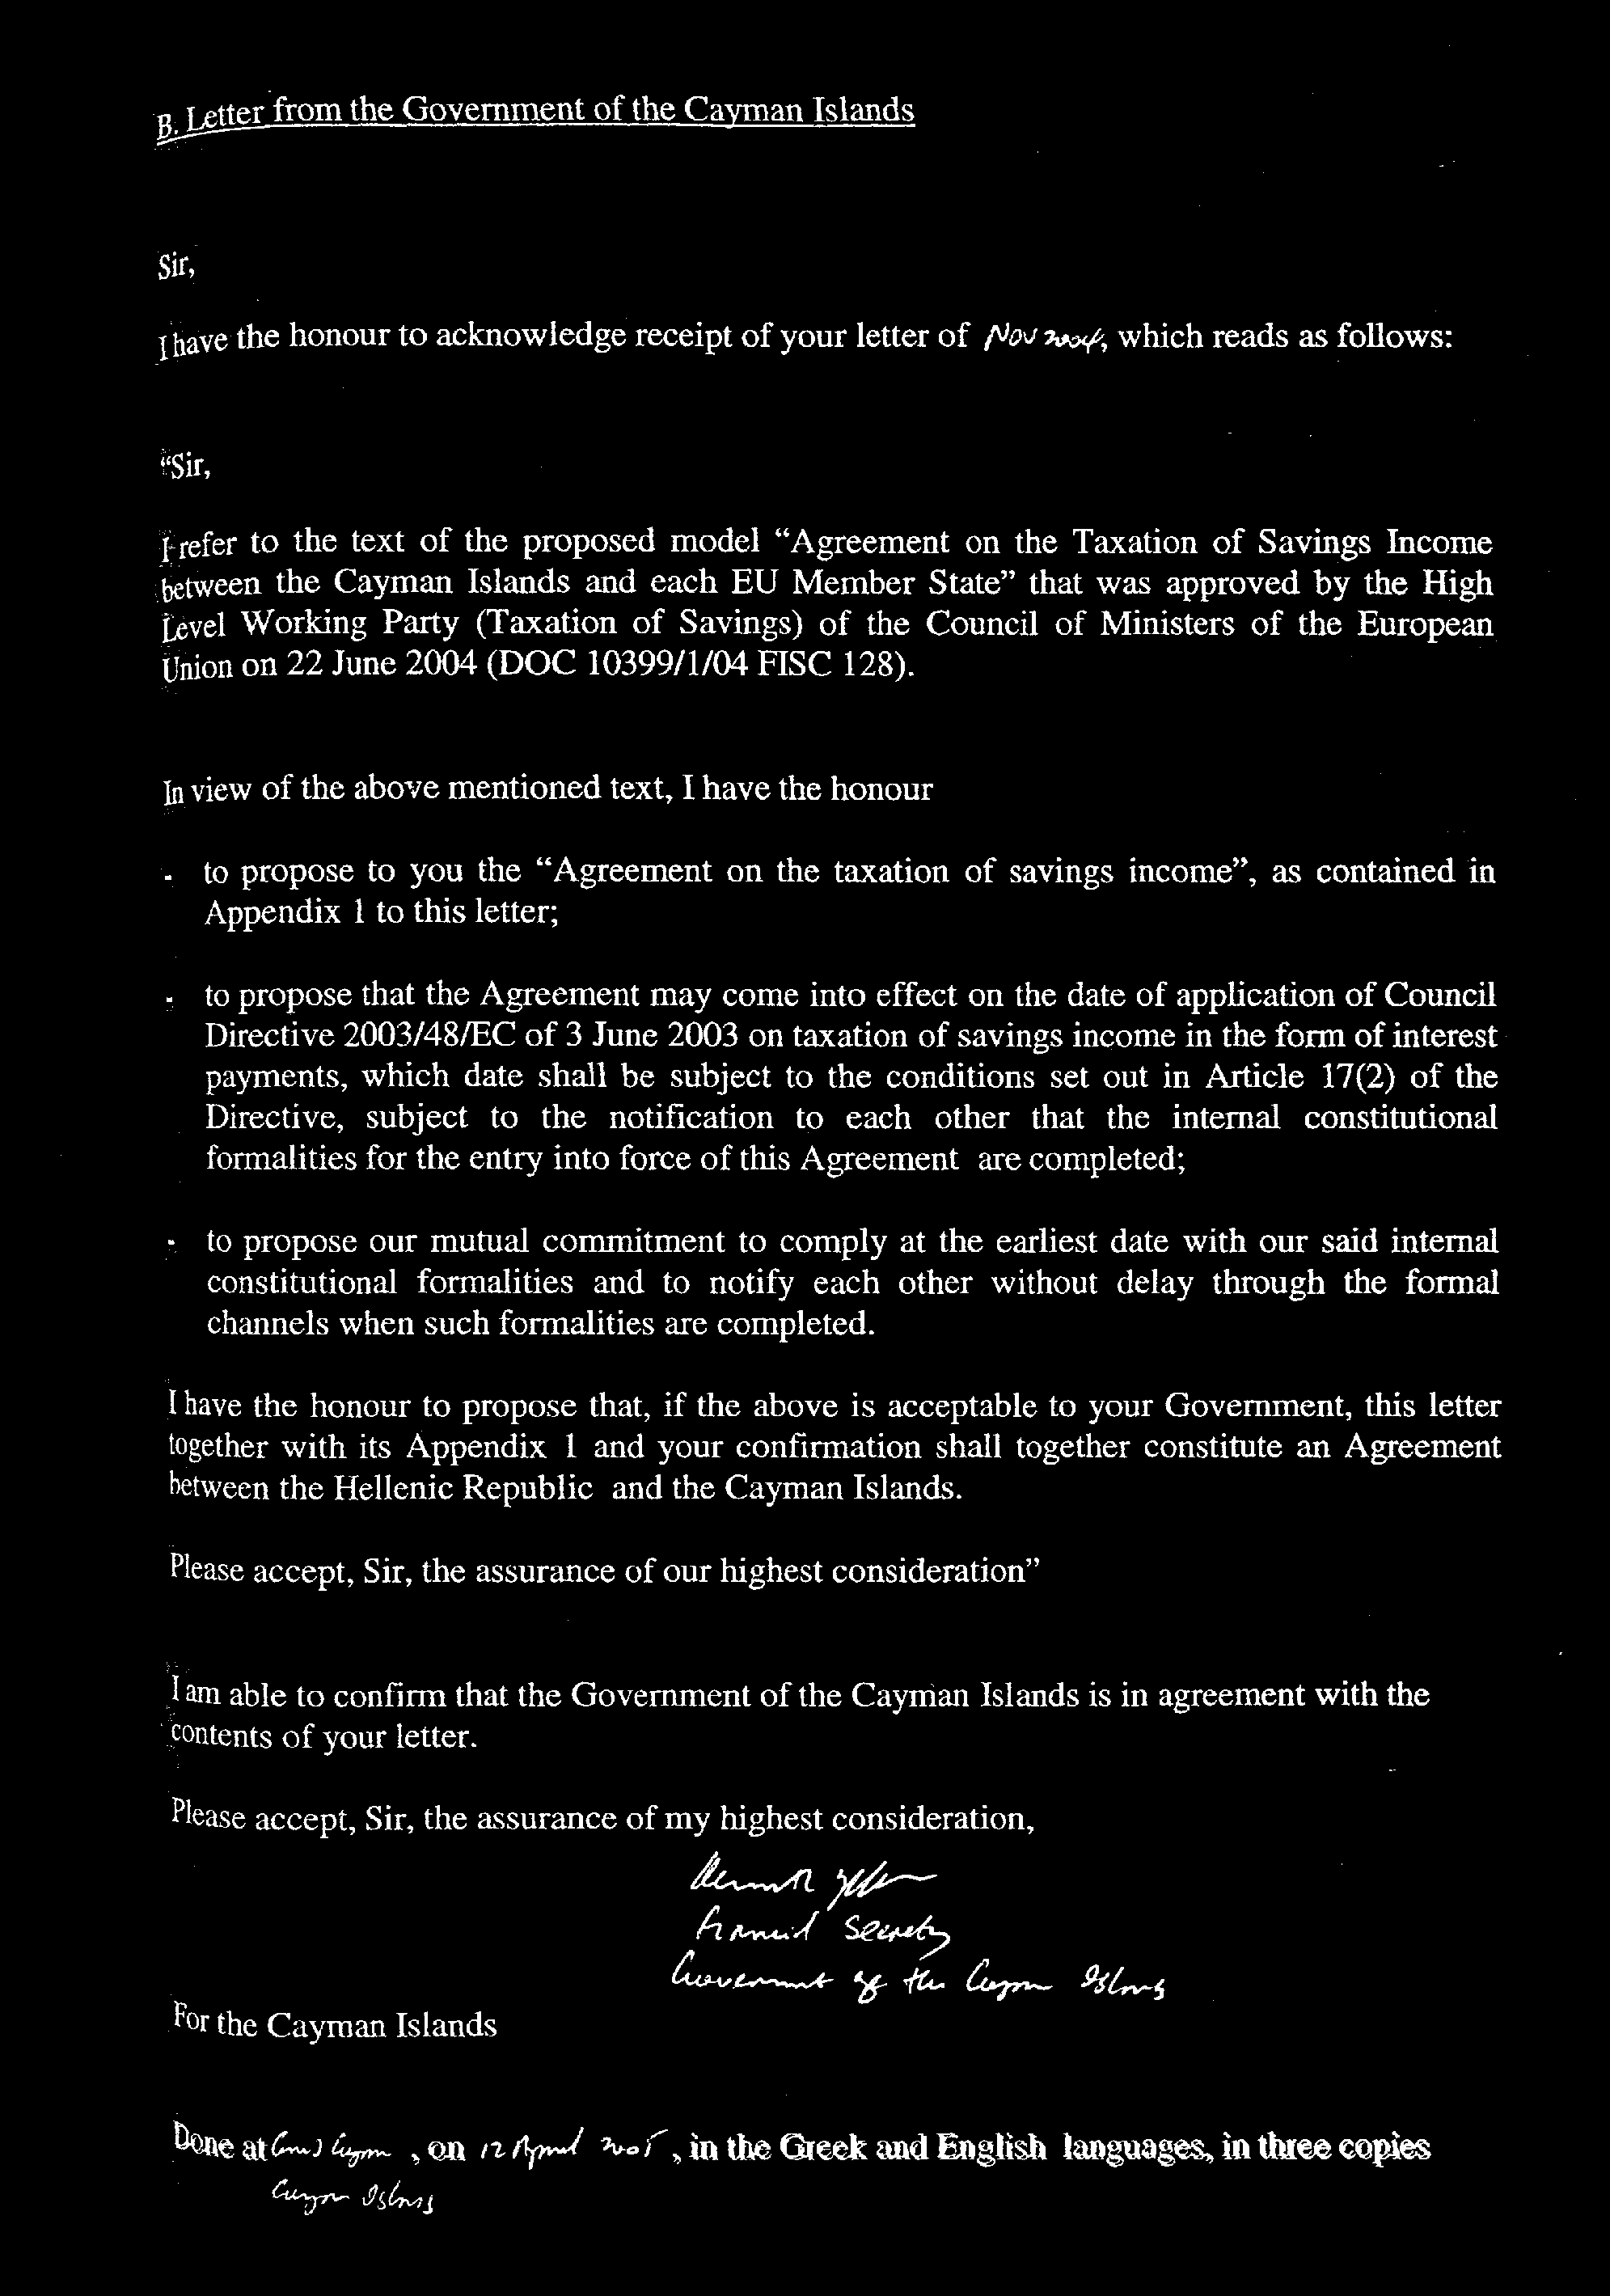 B. Letter from the Government of the Cayman Islands
Sir,
I have the honour to acknowledge receipt of your letter of Nov 2004, which reads as follows:
“Sir,
I refer to the text of the proposed model “Agreement on the Taxation of Savings Income
between the Cayman Islands and each EU Member State” that was approved by the High
Level Working Party (Taxation of Savings) of the Council of Ministers of the European
Union on 22 June 2004 (DOC 10399/1/04 FISC 128).
In view of the above mentioned text, I have the honour
- to propose to you the “Agreement on the taxation of savings income”, as contained in
Appendix 1 to this letter;
- to propose that the Agreement may come into effect on the date of application of Council
Directive 2003/48/EC of 3 June 2003 on taxation of savings income in the form of interest
payments, which date shall be subject to the conditions set out in Article 17(2) of the
Directive, subject to the notification to each other that the internal constitutional
formalities for the entry into force of this Agreement are completed;
- to propose our mutual commitment to comply at the earliest date with our said internal
constitutional formalities and to notify each other without delay through the formal
channels when such formalities are completed.
I have the honour to propose that, if the above is acceptable to your Government, this letter
together with its Appendix 1 and your confirmation shall together constitute an Agreement
between the Hellenic Republic and the Cayman Islands.
Please accept, Sir, the assurance of our highest consideration”
I am able to confirm that the Government of the Cayman Islands is in agreement with the
contents of your letter.
Please accept, Sir, the assurance of my highest consideration,
Financial Secretary
Government of the Cayman Islands
For the Cayman Islands
Done at Grand Cayman, on 12 April 2005, in the Greek and English languages, in three copies
Cayman Islands